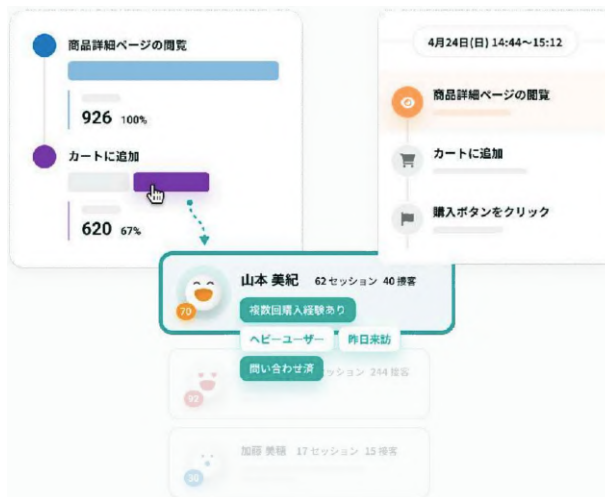 商品詳細ページの閲覧
926 100%
カートに追加
620 67%
4月24日(日) 14:44〜15:12
商品詳細ページの閲覧
カートに追加
購入ボタンをクリック
山本 美紀 62セッション 40接客
70
複数回購入経験あり
ヘビーユーザー 昨日来訪
問い合わせ済
ッション 244接客
92
加藤 美穂 17セッション 15接客
30